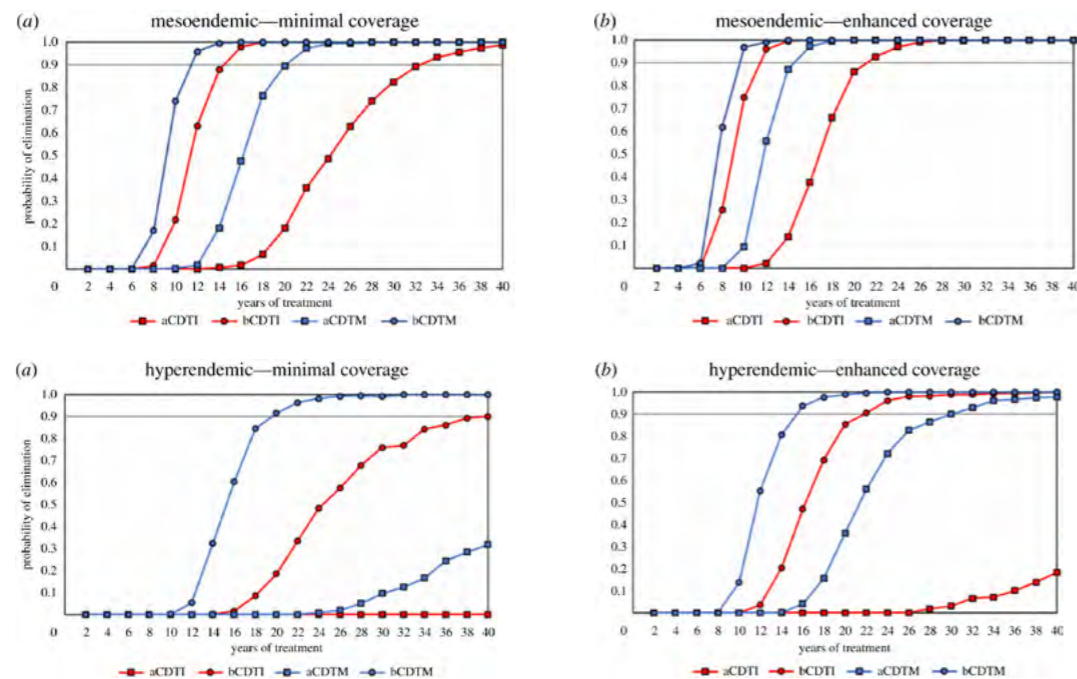 (a) mesoendemic—minimal coverage
probability of elimination
1.0
0.9
0.8
0.7
0.6
0.5
0.4
0.3
0.2
0.1
0 2 4 6 8 10 12 14 16 18 20 22 24 26 28 30 32 34 36 38 40
years of treatment
aCDTI bCDTI aCDTM bCDTM
(b) mesoendemic—enhanced coverage
1.0
0.9
0.8
0.7
0.6
0.5
0.4
0.3
0.2
0.1
0 2 4 6 8 10 12 14 16 18 20 22 24 26 28 30 32 34 36 38 40
years of treatment
aCDTI bCDTI aCDTM bCDTM
(a) hyperendemic—minimal coverage
probability of elimination
1.0
0.9
0.8
0.7
0.6
0.5
0.4
0.3
0.2
0.1
0 2 4 6 8 10 12 14 16 18 20 22 24 26 28 30 32 34 36 38 40
years of treatment
aCDTI bCDTI aCDTM bCDTM
(b) hyperendemic—enhanced coverage
1.0
0.9
0.8
0.7
0.6
0.5
0.4
0.3
0.2
0.1
0 2 4 6 8 10 12 14 16 18 20 22 24 26 28 30 32 34 36 38 40
years of treatment
aCDTI bCDTI aCDTM bCDTM